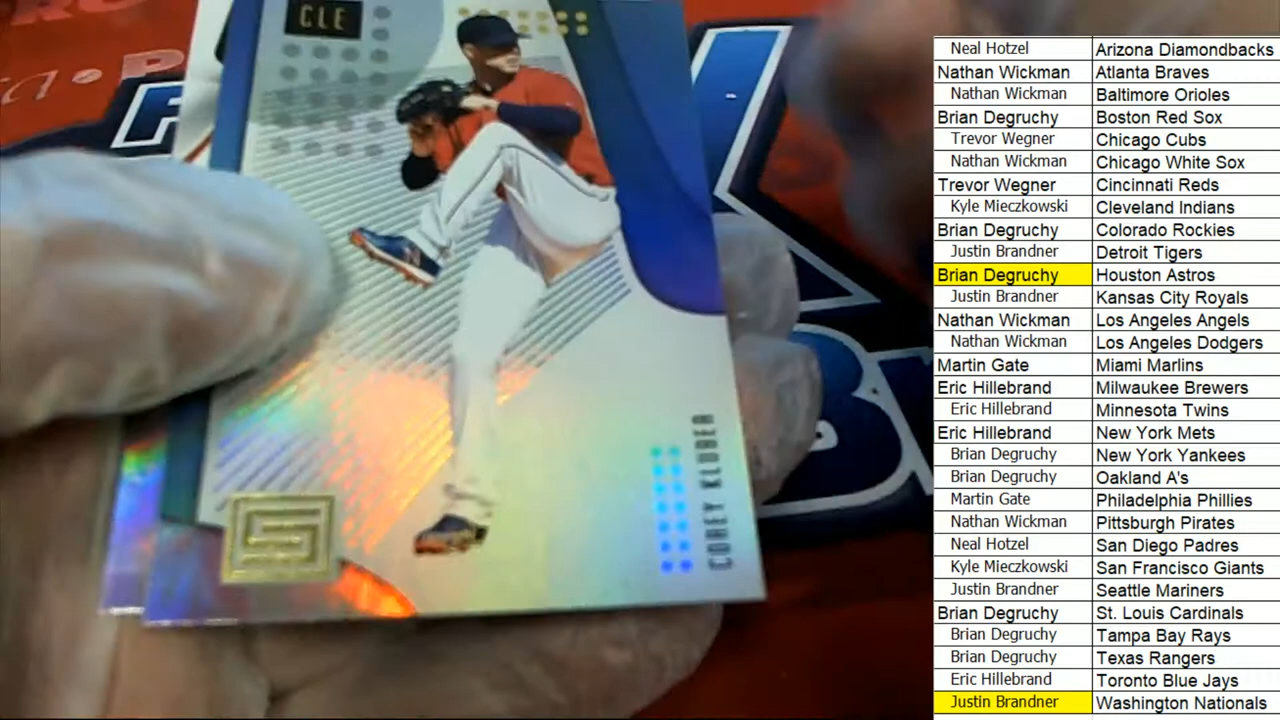 CLE
COREY KLUBER
Neal Hotzel Arizona Diamondbacks
Nathan Wickman Atlanta Braves
Nathan Wickman Baltimore Orioles
Brian Degruchy Boston Red Sox
Trevor Wegner Chicago Cubs
Nathan Wickman Chicago White Sox
Trevor Wegner Cincinnati Reds
Kyle Mieczkowski Cleveland Indians
Brian Degruchy Colorado Rockies
Justin Brandner Detroit Tigers
Brian Degruchy Houston Astros
Justin Brandner Kansas City Royals
Nathan Wickman Los Angeles Angels
Nathan Wickman Los Angeles Dodgers
Martin Gate Miami Marlins
Eric Hillebrand Milwaukee Brewers
Eric Hillebrand Minnesota Twins
Eric Hillebrand New York Mets
Brian Degruchy New York Yankees
Brian Degruchy Oakland A's
Martin Gate Philadelphia Phillies
Nathan Wickman Pittsburgh Pirates
Neal Hotzel San Diego Padres
Kyle Mieczkowski San Francisco Giants
Justin Brandner Seattle Mariners
Brian Degruchy St. Louis Cardinals
Brian Degruchy Tampa Bay Rays
Brian Degruchy Texas Rangers
Eric Hillebrand Toronto Blue Jays
Justin Brandner Washington Nationals